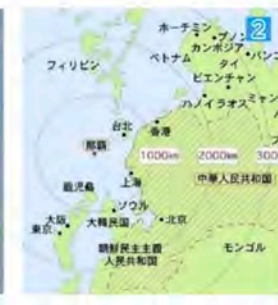 2
ホーチミン
プノ
カンボジア
バンコ
ベトナム
タイ
フィリピン
ビエンチャン
ミャン
ハノイ
ラオス
台北
香港
那覇
1000km
2000km
300
中華人民共和国
鹿児島
上海
ソウル
大阪
大韓民国
北京
東京
朝鮮民主主義
人民共和国
モンゴル